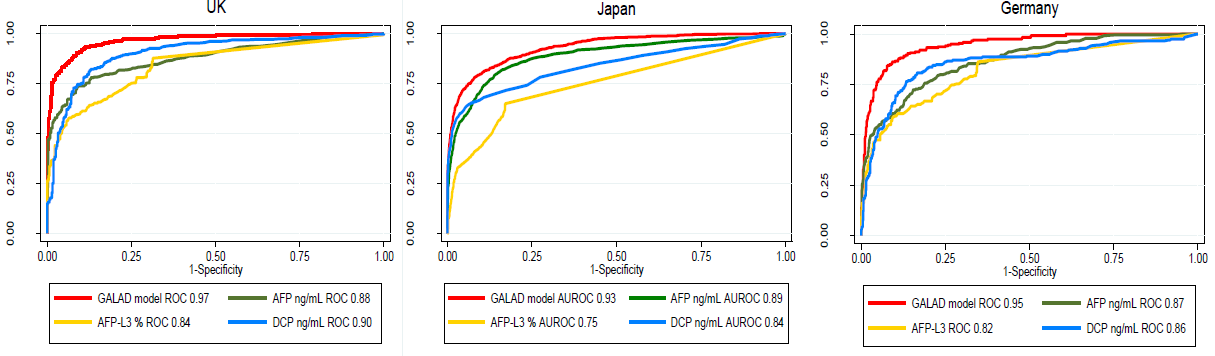 UK
1.00
0.75
0.50
0.25
0.00
0.00 0.25 0.50 0.75 1.00
1-Specificity
GALAD model ROC 0.97 AFP ng/mL ROC 0.88
AFP-L3 % ROC 0.84 DCP ng/mL ROC 0.90
Japan
1.00
0.75
0.50
0.25
0.00
0.00 0.25 0.50 0.75 1.00
1-Specificity
GALAD model AUROC 0.93 AFP ng/mL AUROC 0.89
AFP-L3 % AUROC 0.75 DCP ng/mL AUROC 0.84
Germany
1.00
0.75
0.50
0.25
0.00
0.00 0.25 0.50 0.75 1.00
1-Specificity
GALAD model ROC 0.95 AFP ng/mL ROC 0.87
AFP-L3 ROC 0.82 DCP ng/mL ROC 0.86